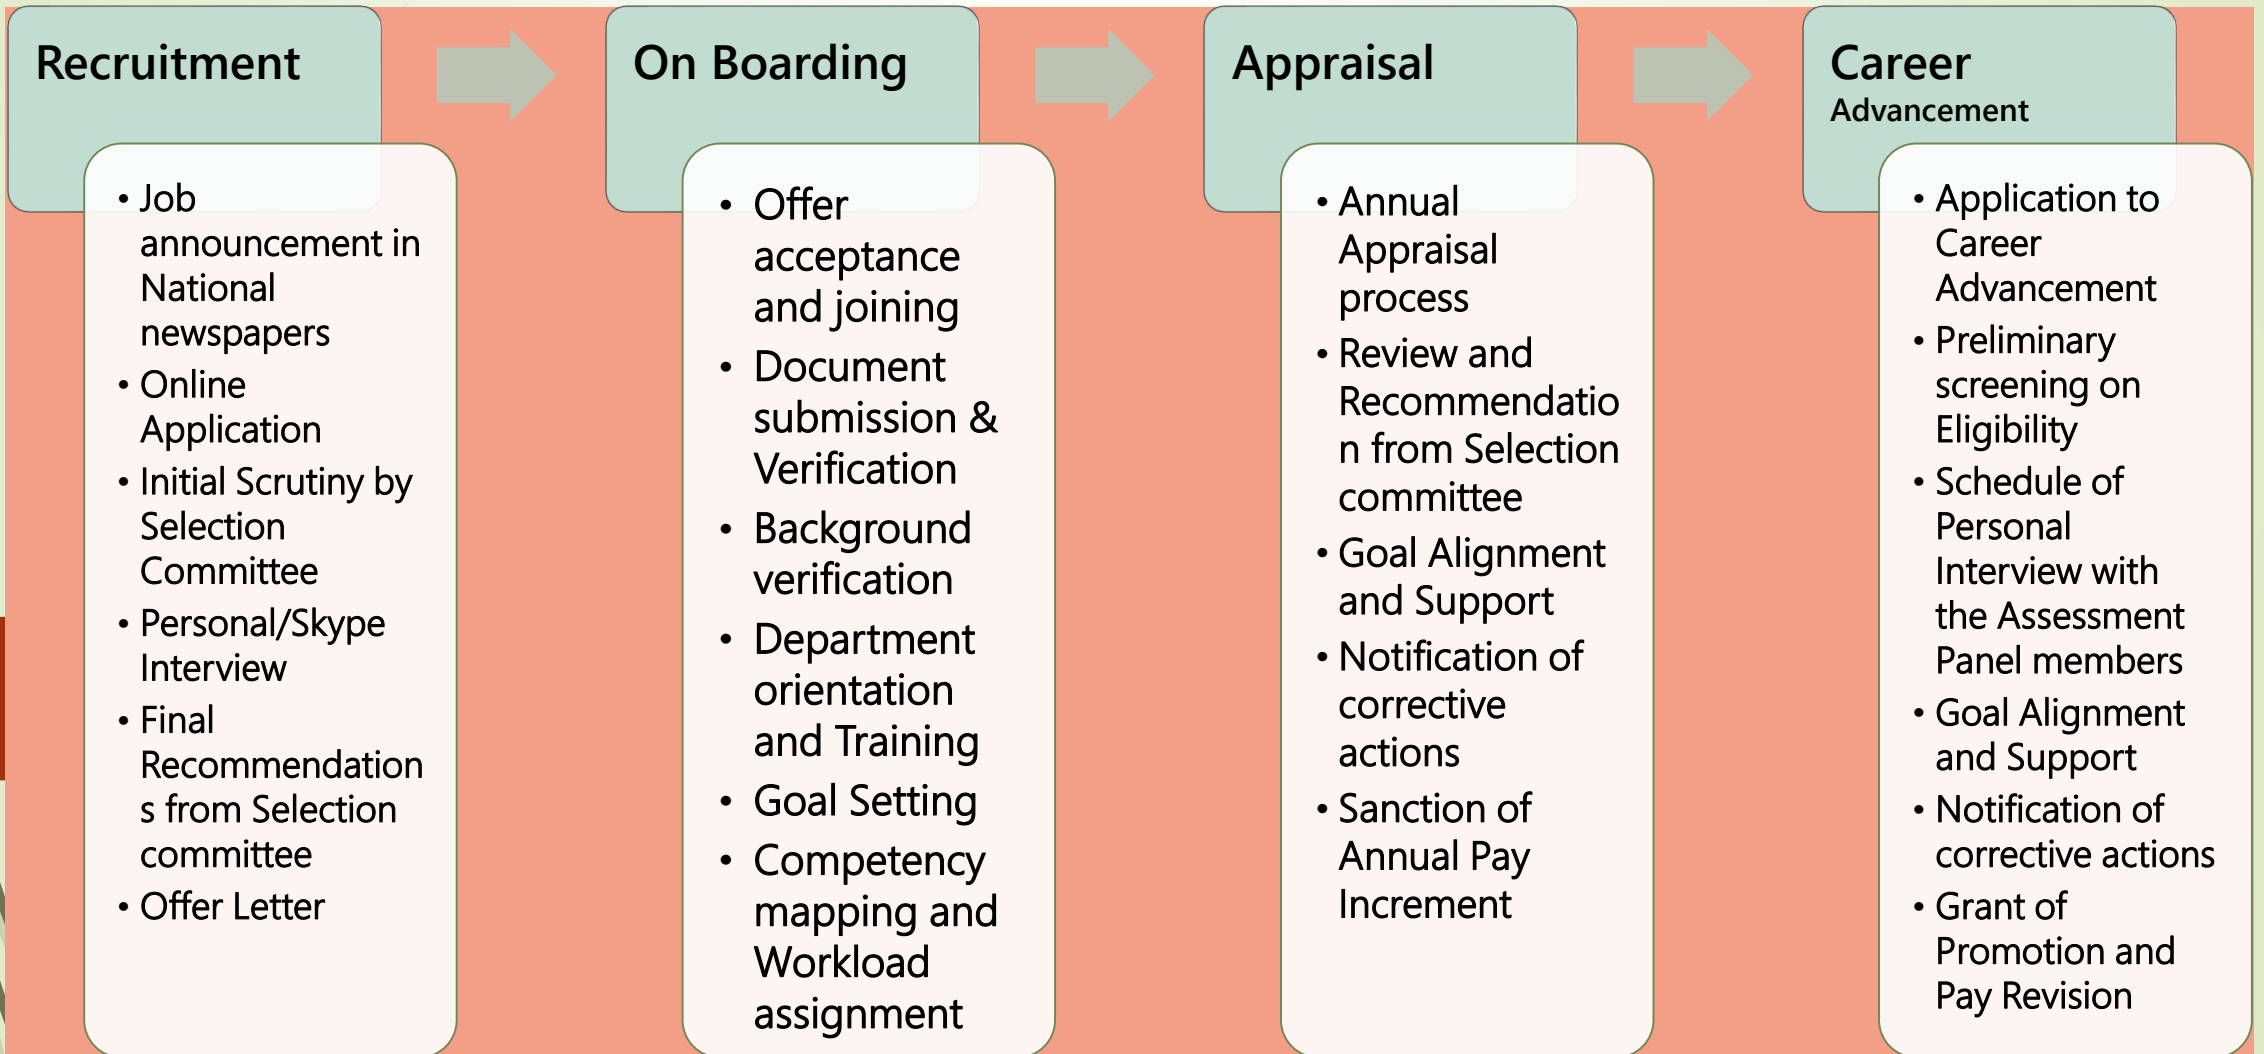 Recruitment
• Job
announcement in
National
newspapers
• Online
Application
• Initial Scrutiny by
Selection
Committee
• Personal/Skype
Interview
• Final
Recommendation
s from Selection
committee
• Offer Letter
On Boarding
• Offer
acceptance
and joining
• Document
submission &
Verification
• Background
verification
• Department
orientation
and Training
• Goal Setting
• Competency
mapping and
Workload
assignment
Appraisal
• Annual
Appraisal
process
• Review and
Recommendatio
n from Selection
committee
• Goal Alignment
and Support
• Notification of
corrective
actions
• Sanction of
Annual Pay
Increment
Career
Advancement
• Application to
Career
Advancement
• Preliminary
screening on
Eligibility
• Schedule of
Personal
Interview with
the Assessment
Panel members
• Goal Alignment
and Support
• Notification of
corrective actions
• Grant of
Promotion and
Pay Revision